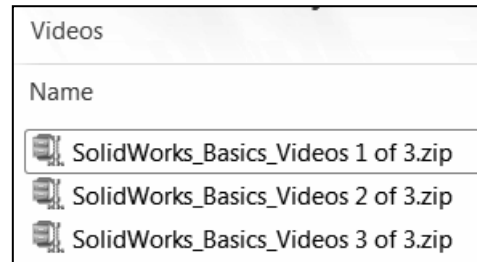 Videos
Name
SolidWorks_Basics_Videos 1 of 3.zip
SolidWorks_Basics_Videos 2 of 3.zip
SolidWorks_Basics_Videos 3 of 3.zip